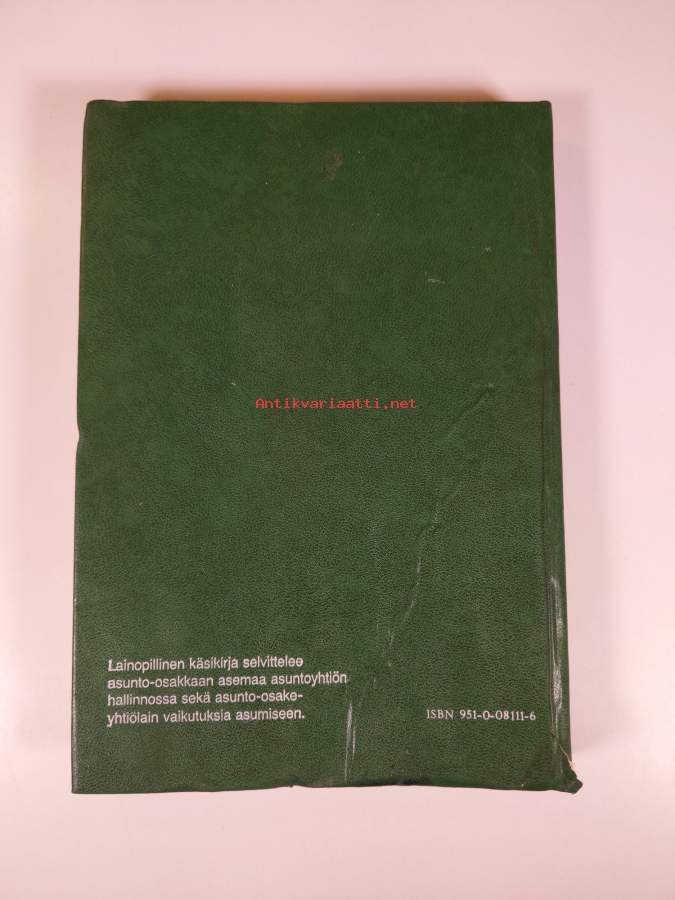 Antikvariaatti.net
Lainopillinen käsikirja selvittelee
asunto-osakkaan asemaa asuntoyhtiön
hallinnossa sekä asunto-osake-
yhtiölain vaikutuksia asumiseen.
ISBN 951-0-08111-6